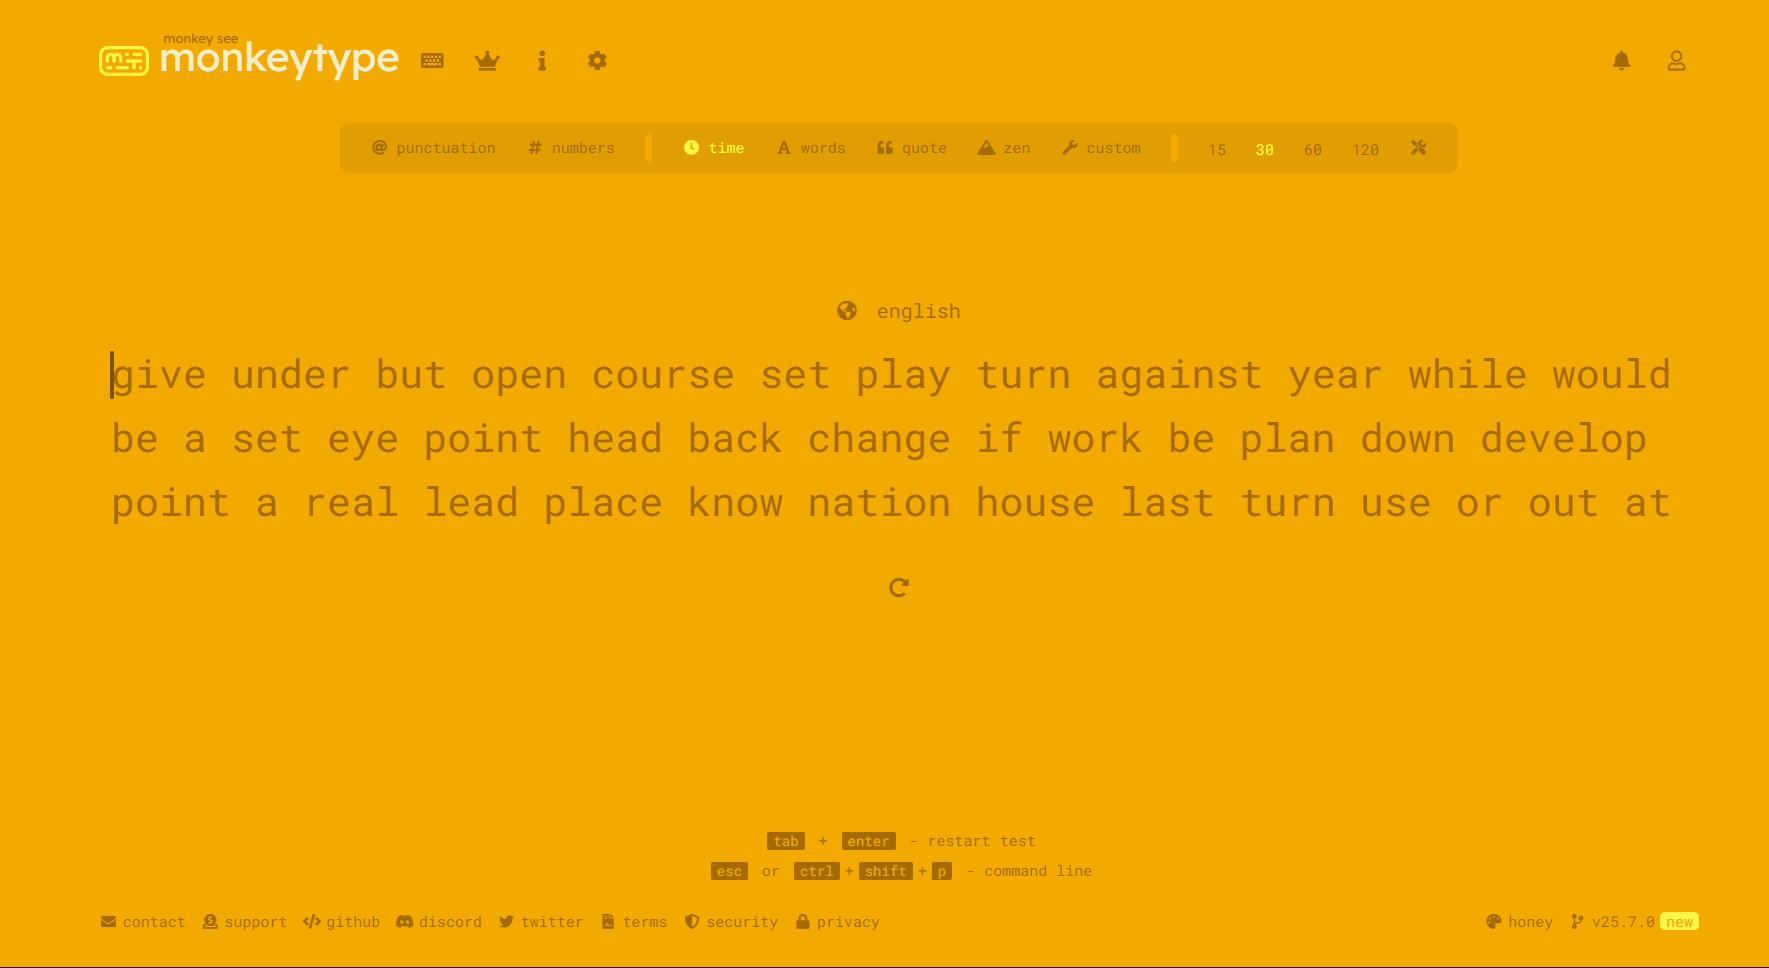 monkey see
monkeytype
@ punctuation # numbers time A words quote zen custom 15 30 60 120
english
give under but open course set play turn against year while would
be a set eye point head back change if work be plan down develop
point a real lead place know nation house last turn use or out at
tab + enter - restart test
esc or ctrl + shift + p - command line
contact support github discord twitter terms security privacy honey v25.7.0 new